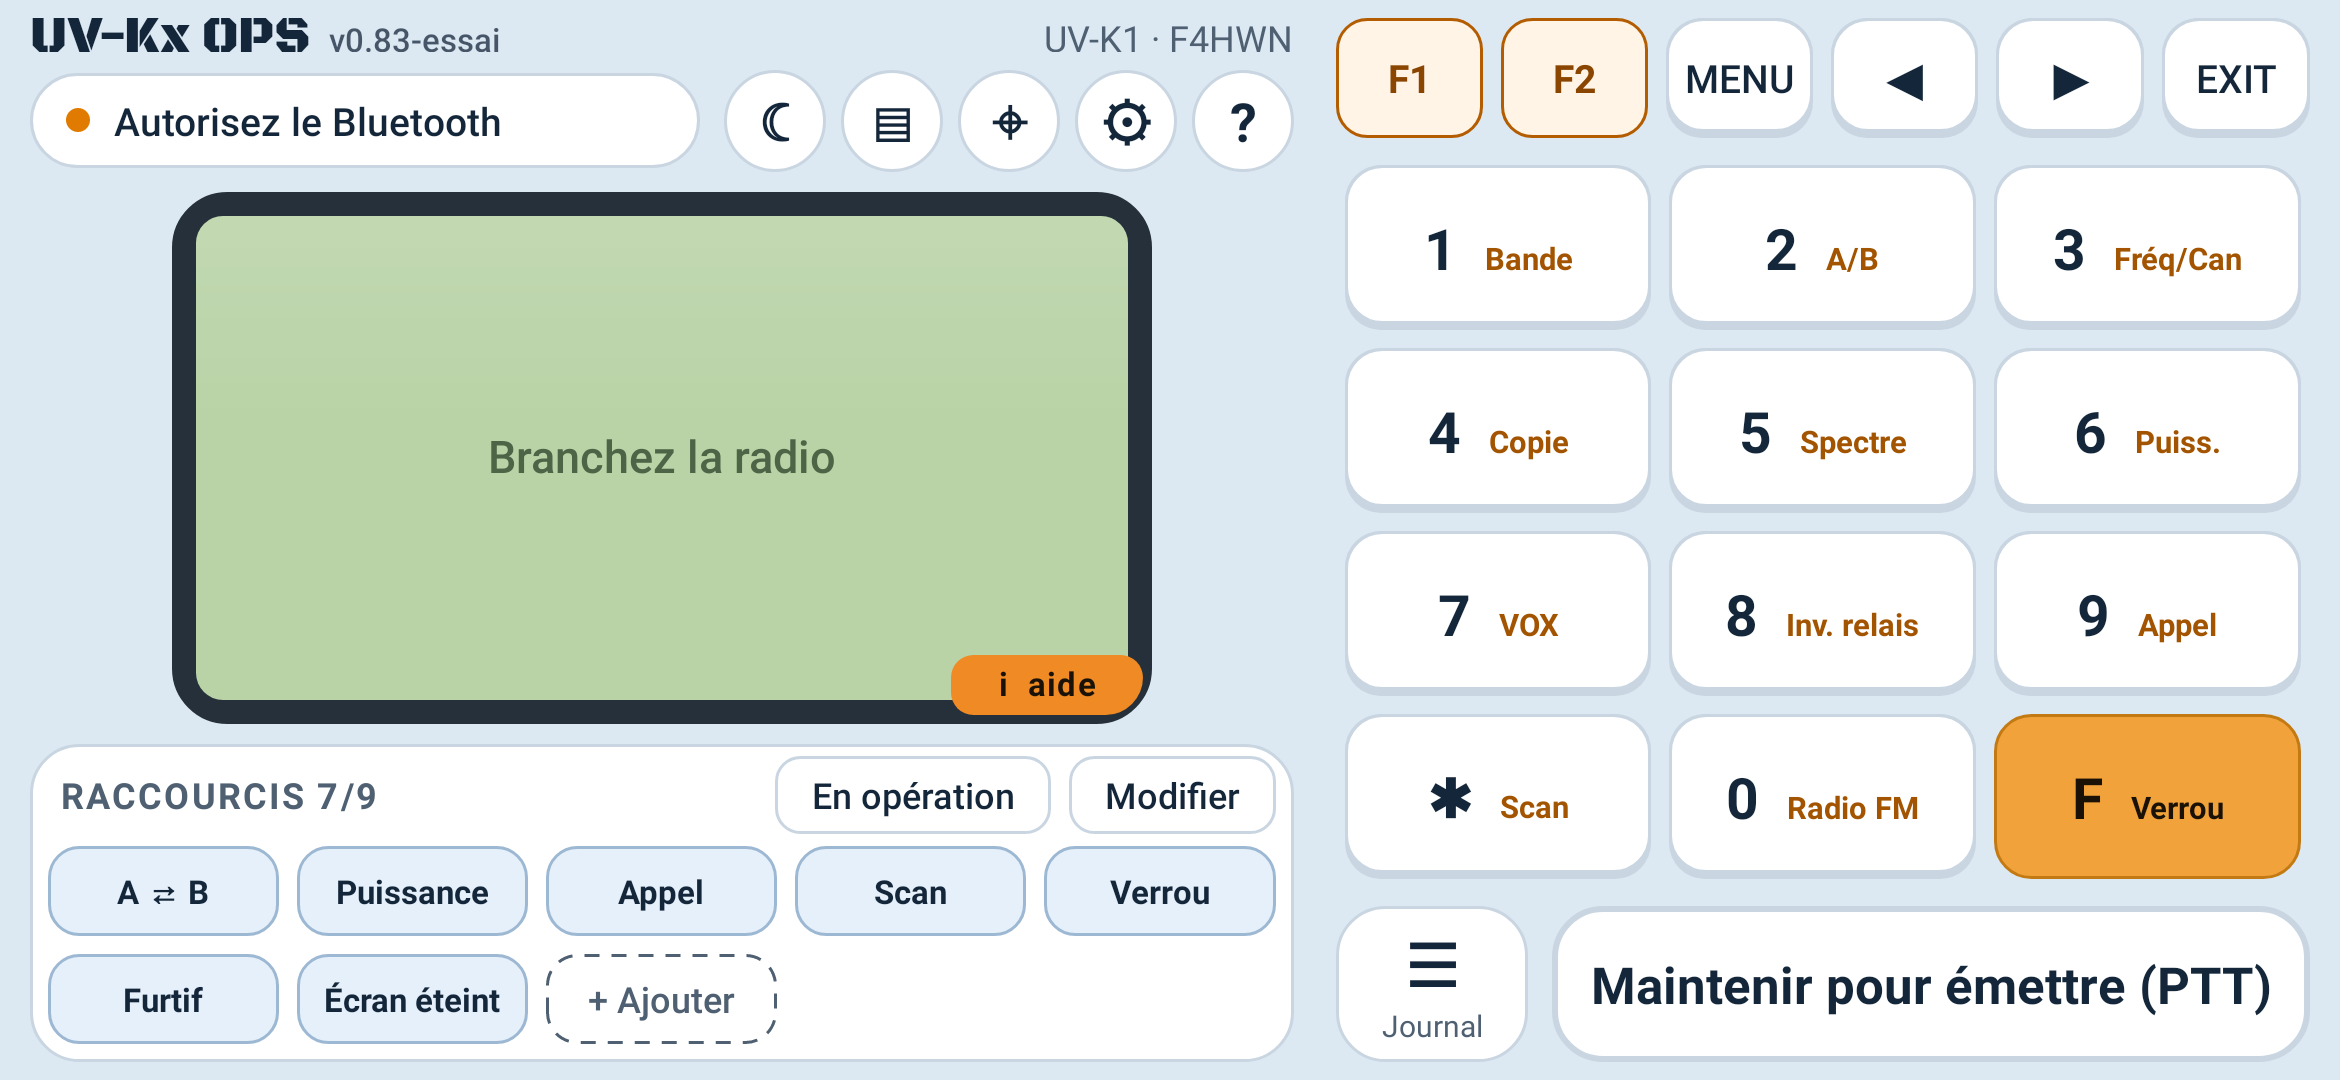 UV-Kx OPS v0.83-essai
UV-K1 · F4HWN
Autorisez le Bluetooth
?
Branchez la radio
i aide
RACCOURCIS 7/9
En opération
Modifier
A ⇄ B
Puissance
Appel
Scan
Verrou
Furtif
Écran éteint
+ Ajouter
F1
F2
MENU
◀
▶
EXIT
1 Bande
2 A/B
3 Fréq/Can
4 Copie
5 Spectre
6 Puiss.
7 VOX
8 Inv. relais
9 Appel
✱ Scan
0 Radio FM
F Verrou
Journal
Maintenir pour émettre (PTT)